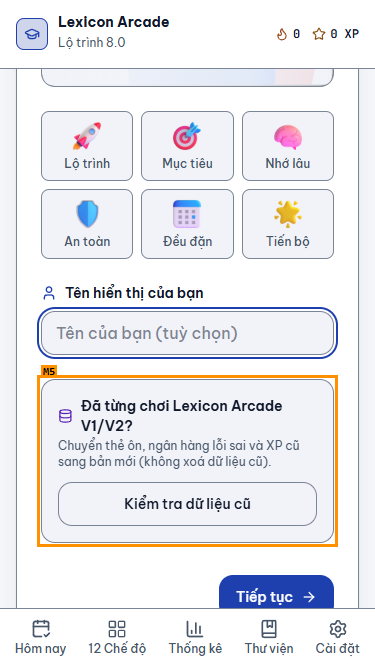 Lexicon Arcade
Lộ trình 8.0
0
0 XP
Lộ trình
Mục tiêu
Nhớ lâu
An toàn
Đều đặn
Tiến bộ
Tên hiển thị của bạn
Tên của bạn (tuỳ chọn)
M5
Đã từng chơi Lexicon Arcade
V1/V2?
Chuyển thẻ ôn, ngân hàng lỗi sai và XP cũ
sang bản mới (không xoá dữ liệu cũ).
Kiểm tra dữ liệu cũ
Tiếp tục
Hôm nay
12 Chế độ
Thống kê
Thư viện
Cài đặt